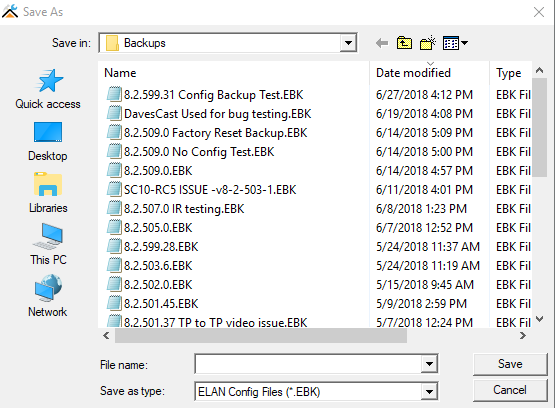 Save As
Save in: Backups
Name Date modified Type
Quick access
Desktop
Libraries
This PC
Network
8.2.599.31 Config Backup Test.EBK 6/27/2018 4:12 PM EBK Fil
DavesCast Used for bug testing.EBK 6/19/2018 4:08 PM EBK Fil
8.2.509.0 Factory Reset Backup.EBK 6/14/2018 5:09 PM EBK Fil
8.2.509.0 No Config Test.EBK 6/14/2018 5:00 PM EBK Fil
8.2.509.0.EBK 6/14/2018 4:57 PM EBK Fil
SC10-RC5 ISSUE -v8-2-503-1.EBK 6/11/2018 4:01 PM EBK Fil
8.2.507.0 IR testing.EBK 6/8/2018 1:23 PM EBK Fil
8.2.505.0.EBK 6/7/2018 12:52 PM EBK Fil
8.2.599.28.EBK 5/24/2018 11:37 AM EBK Fil
8.2.503.6.EBK 5/24/2018 11:19 AM EBK Fil
8.2.502.0.EBK 5/15/2018 9:45 AM EBK Fil
8.2.501.45.EBK 5/9/2018 2:59 PM EBK Fil
8.2.501.37 TP to TP video issue.EBK 5/7/2018 12:24 PM EBK Fil
File name: Save
Save as type: ELAN Config Files (*.EBK) Cancel